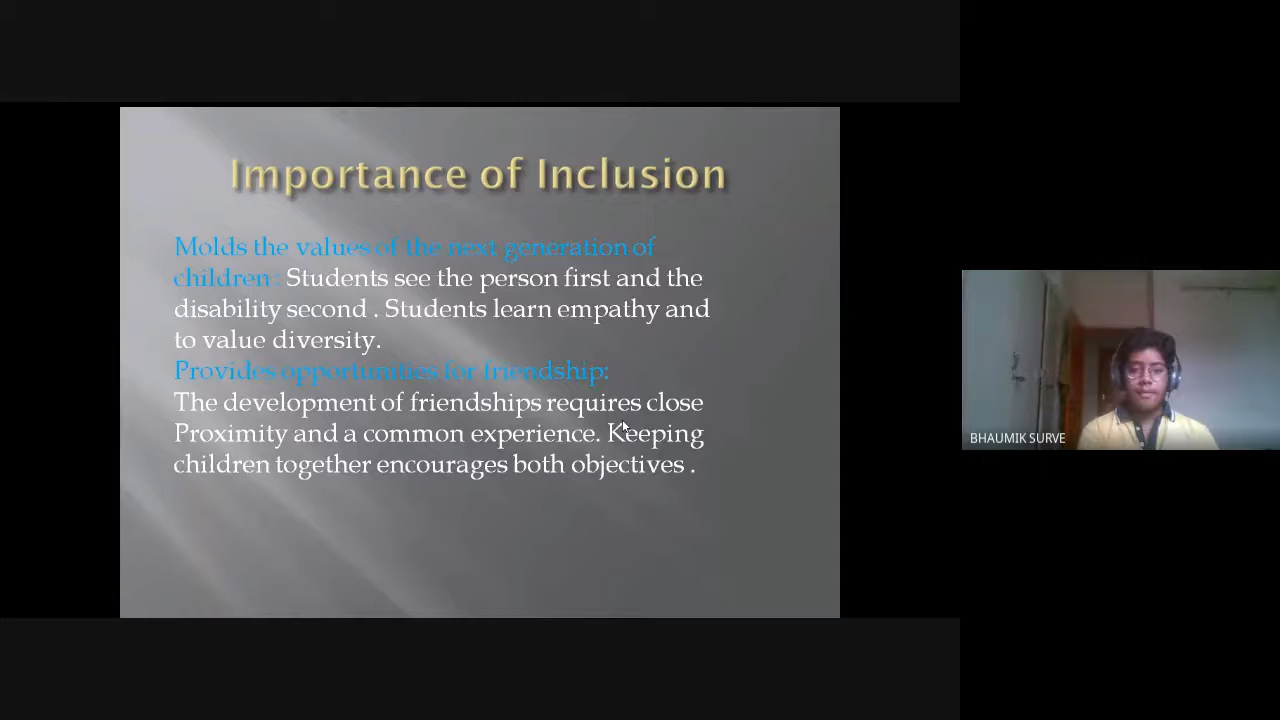 Importance of Inclusion
Molds the values of the next generation of
children : Students see the person first and the
disability second . Students learn empathy and
to value diversity.
Provides opportunities for friendship:
The development of friendships requires close
Proximity and a common experience. Keeping
children together encourages both objectives .
BHAUMIK SURVE